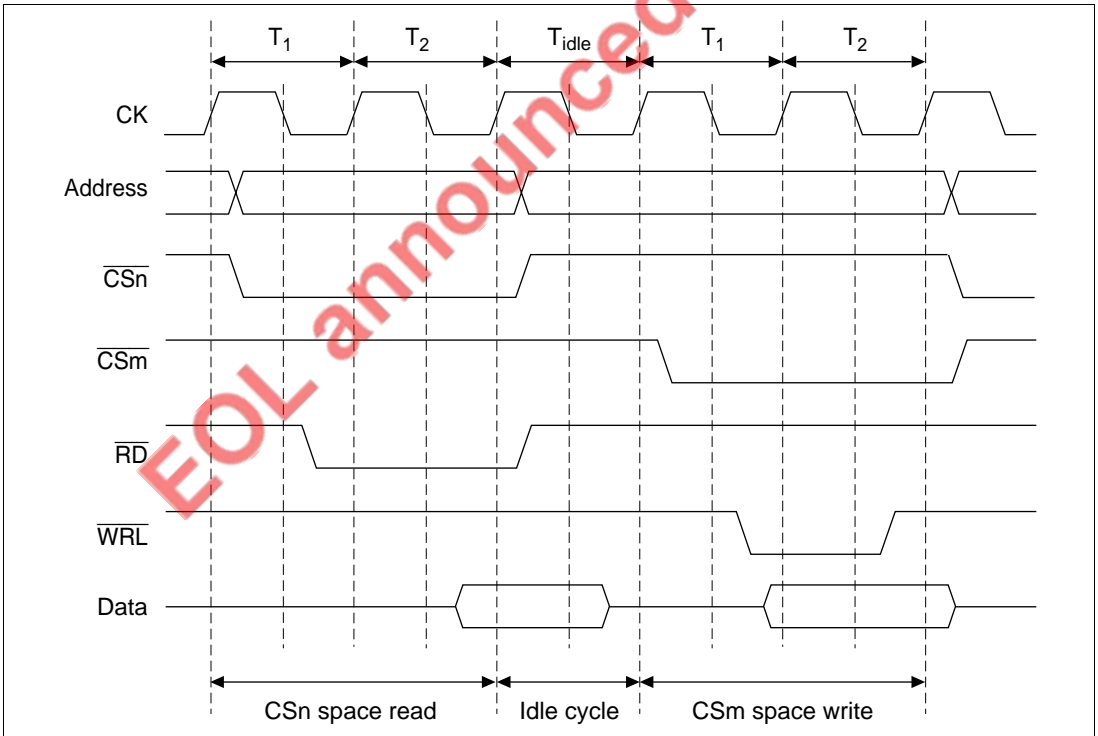 T1 T2 Tidle T1 T2
CK
Address
CSn
CSm
RD
WRL
Data
CSn space read Idle cycle CSm space write
EOL announced